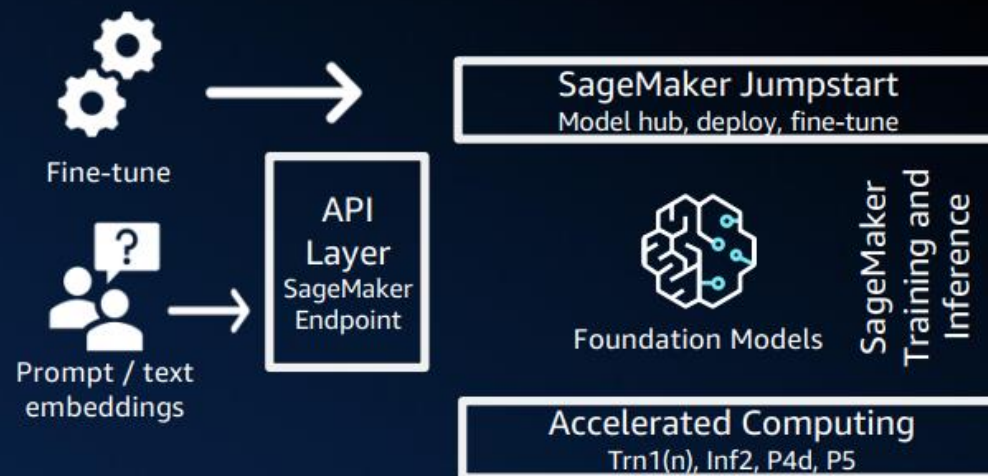 SageMaker Jumpstart
Model hub, deploy, fine-tune
Fine-tune
API
Layer
SageMaker
Endpoint
?
Prompt / text
embeddings
Foundation Models
SageMaker
Training and
Inference
Accelerated Computing
Trn1(n), Inf2, P4d, P5